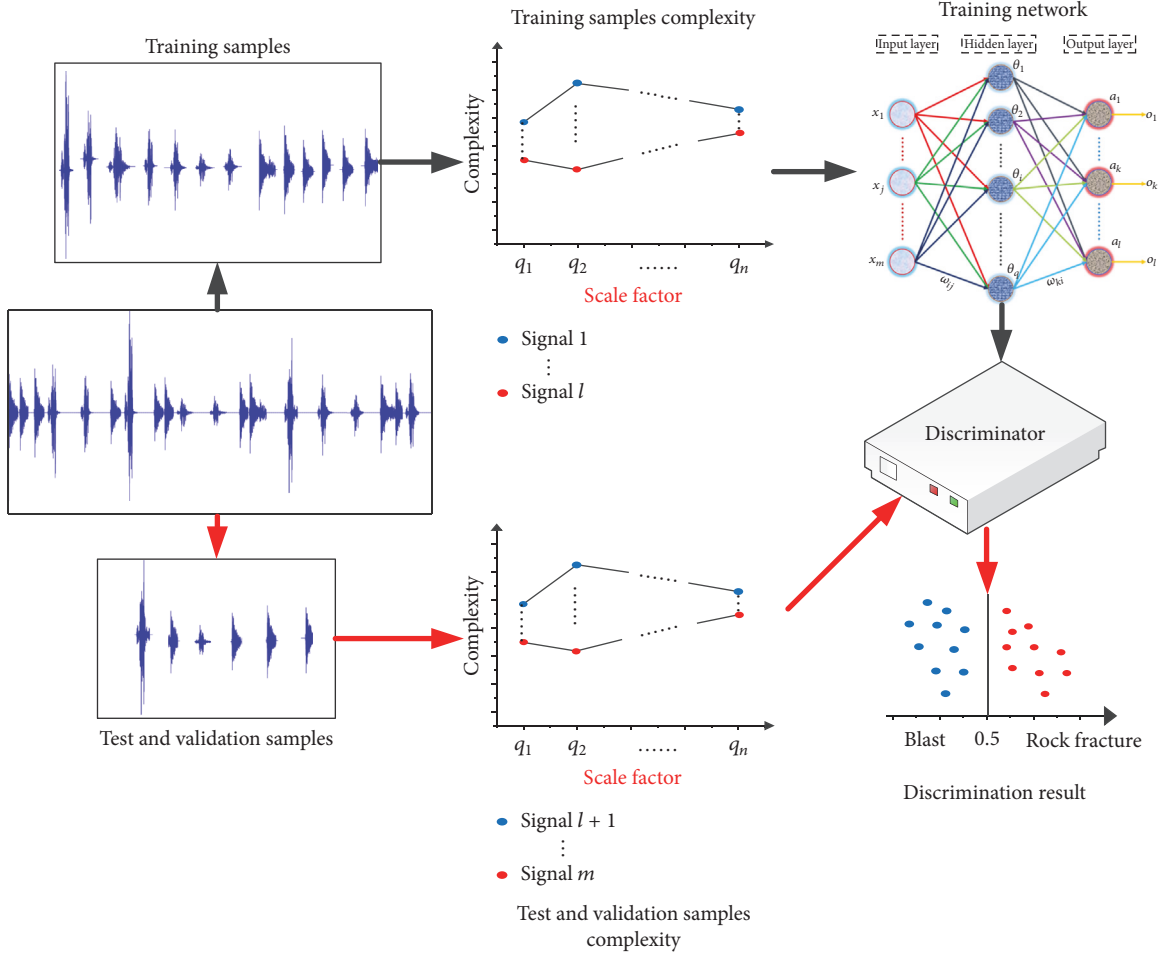 Training samples
Training samples complexity
Complexity
q1 q2 ...... qn
Scale factor
Signal 1
Signal l
Training network
Input layer Hidden layer Output layer
x1
xj
xm
θ1
θ2
θi
θq
ωij
ωki
a1
ak
al
o1
ok
ol
Discriminator
Test and validation samples
Complexity
q1 q2 ...... qn
Scale factor
Signal l + 1
Signal m
Test and validation samples
complexity
Blast 0.5 Rock fracture
Discrimination result